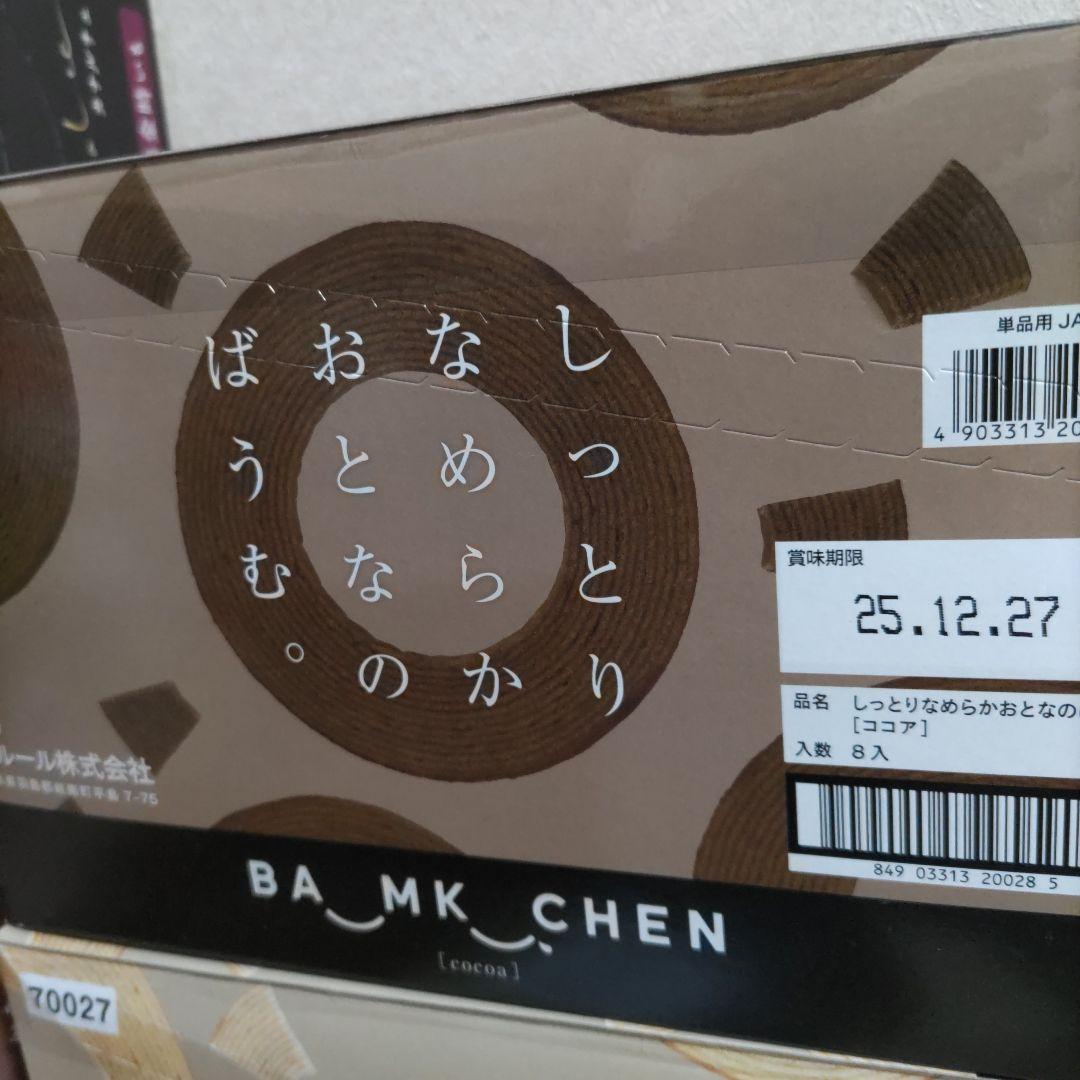 しっとり
なめらか
おとなの
ばうむ。
単品用 JA
4 903313 20
賞味期限
25.12.27
品名 しっとりなめらかおとなの
[ココア]
入数 8入
849 03313 20028 5
ルール株式会社
7-75
BA MK CHEN
[cocoa]
70027